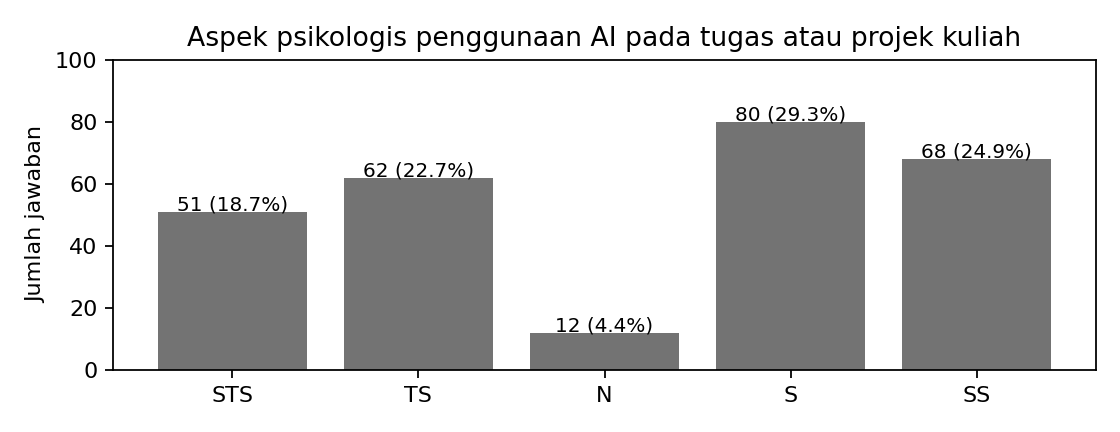 Aspek psikologis penggunaan AI pada tugas atau projek kuliah
Jumlah jawaban
100
80
60
40
20
0
51 (18.7%)
62 (22.7%)
12 (4.4%)
80 (29.3%)
68 (24.9%)
STS
TS
N
S
SS